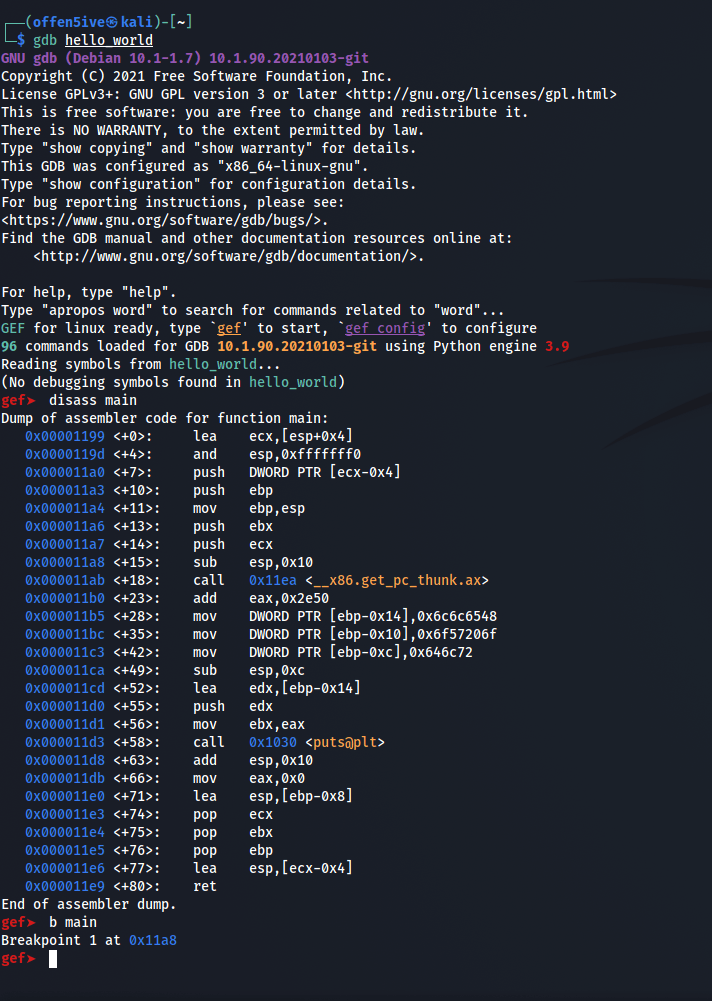 ┌──(offen5ive㉿kali)-[~]
└─$ gdb hello_world
GNU gdb (Debian 10.1-1.7) 10.1.90.20210103-git
Copyright (C) 2021 Free Software Foundation, Inc.
License GPLv3+: GNU GPL version 3 or later <http://gnu.org/licenses/gpl.html>
This is free software: you are free to change and redistribute it.
There is NO WARRANTY, to the extent permitted by law.
Type "show copying" and "show warranty" for details.
This GDB was configured as "x86_64-linux-gnu".
Type "show configuration" for configuration details.
For bug reporting instructions, please see:
<https://www.gnu.org/software/gdb/bugs/>.
Find the GDB manual and other documentation resources online at:
    <http://www.gnu.org/software/gdb/documentation/>.

For help, type "help".
Type "apropos word" to search for commands related to "word"...
GEF for linux ready, type `gef' to start, `gef config' to configure
96 commands loaded for GDB 10.1.90.20210103-git using Python engine 3.9
Reading symbols from hello_world...
(No debugging symbols found in hello_world)
gef➤  disass main
Dump of assembler code for function main:
   0x00001199 <+0>:     lea    ecx,[esp+0x4]
   0x0000119d <+4>:     and    esp,0xfffffff0
   0x000011a0 <+7>:     push   DWORD PTR [ecx-0x4]
   0x000011a3 <+10>:    push   ebp
   0x000011a4 <+11>:    mov    ebp,esp
   0x000011a6 <+13>:    push   ebx
   0x000011a7 <+14>:    push   ecx
   0x000011a8 <+15>:    sub    esp,0x10
   0x000011ab <+18>:    call   0x11ea <__x86.get_pc_thunk.ax>
   0x000011b0 <+23>:    add    eax,0x2e50
   0x000011b5 <+28>:    mov    DWORD PTR [ebp-0x14],0x6c6c6548
   0x000011bc <+35>:    mov    DWORD PTR [ebp-0x10],0x6f57206f
   0x000011c3 <+42>:    mov    DWORD PTR [ebp-0xc],0x646c72
   0x000011ca <+49>:    sub    esp,0xc
   0x000011cd <+52>:    lea    edx,[ebp-0x14]
   0x000011d0 <+55>:    push   edx
   0x000011d1 <+56>:    mov    ebx,eax
   0x000011d3 <+58>:    call   0x1030 <puts@plt>
   0x000011d8 <+63>:    add    esp,0x10
   0x000011db <+66>:    mov    eax,0x0
   0x000011e0 <+71>:    lea    esp,[ebp-0x8]
   0x000011e3 <+74>:    pop    ecx
   0x000011e4 <+75>:    pop    ebx
   0x000011e5 <+76>:    pop    ebp
   0x000011e6 <+77>:    lea    esp,[ecx-0x4]
   0x000011e9 <+80>:    ret
End of assembler dump.
gef➤  b main
Breakpoint 1 at 0x11a8
gef➤